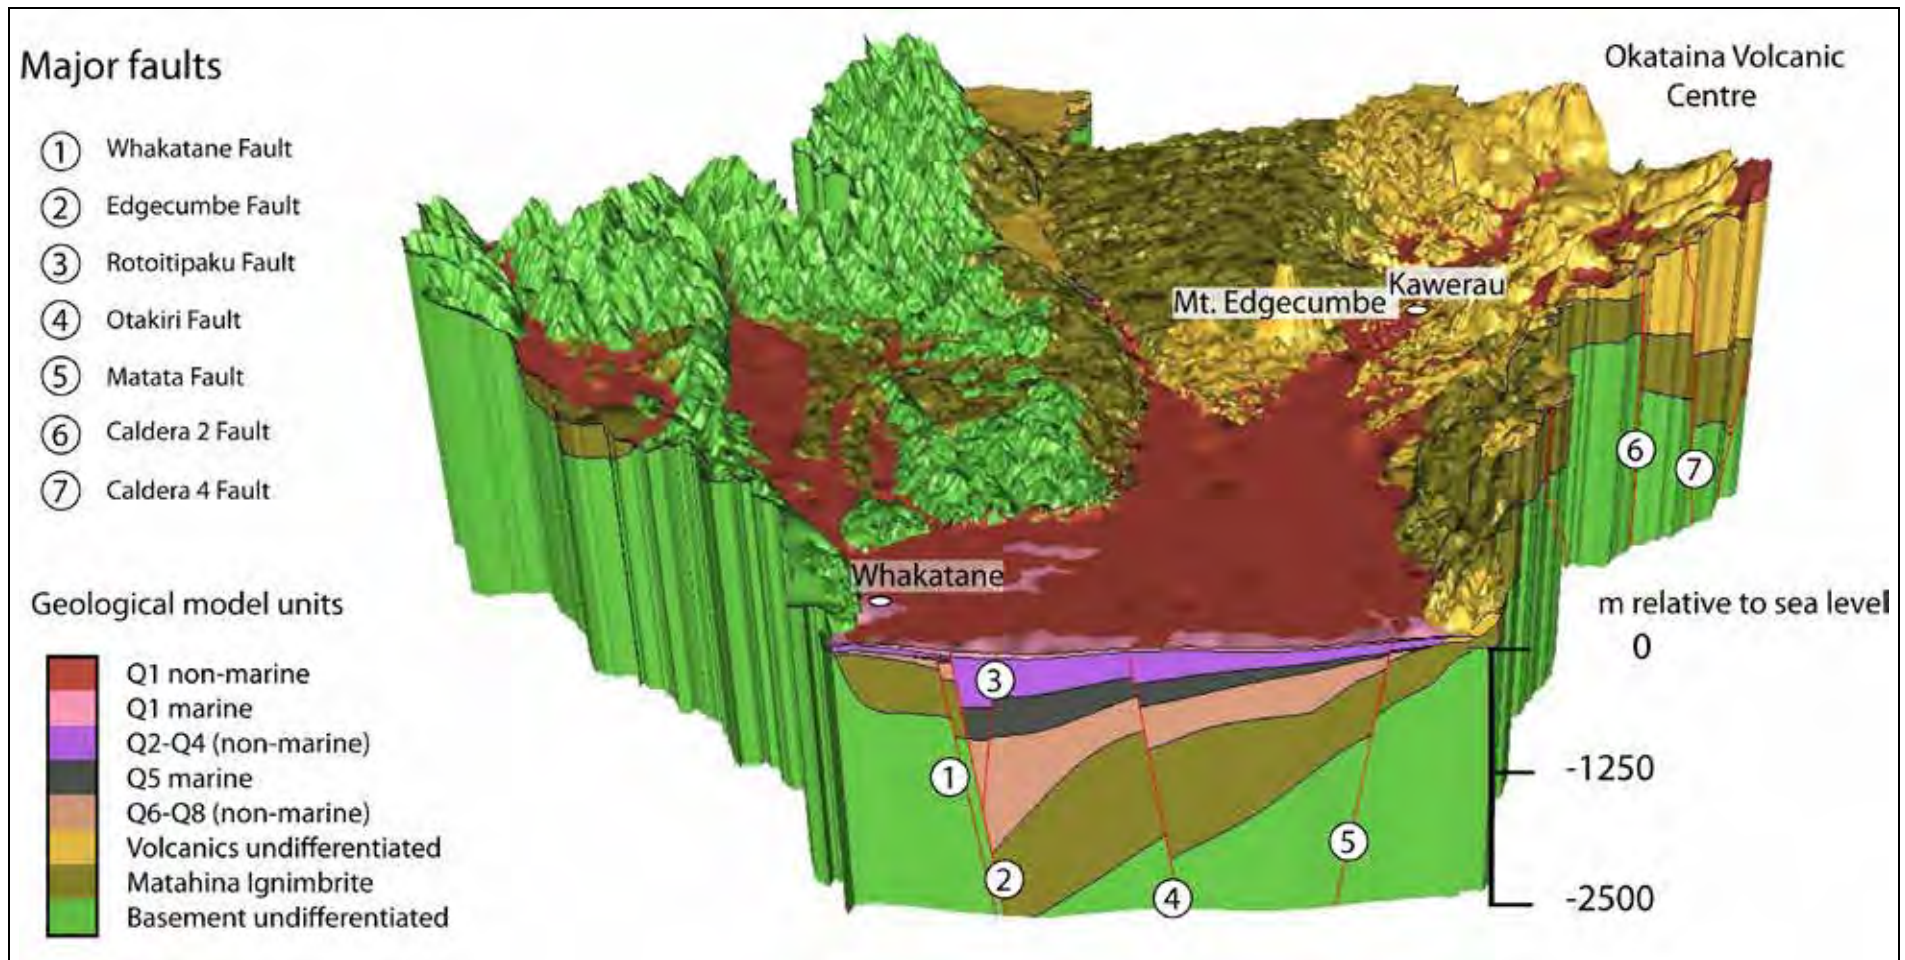 Major faults
1 Whakatane Fault
2 Edgecumbe Fault
3 Rotoitipaku Fault
4 Otakiri Fault
5 Matata Fault
6 Caldera 2 Fault
7 Caldera 4 Fault
Geological model units
Q1 non-marine
Q1 marine
Q2-Q4 (non-marine)
Q5 marine
Q6-Q8 (non-marine)
Volcanics undifferentiated
Matahina Ignimbrite
Basement undifferentiated
Okataina Volcanic
Centre
Kawerau
Mt. Edgecumbe
Whakatane
6
7
3
1
2
4
5
m relative to sea level
0
-1250
-2500